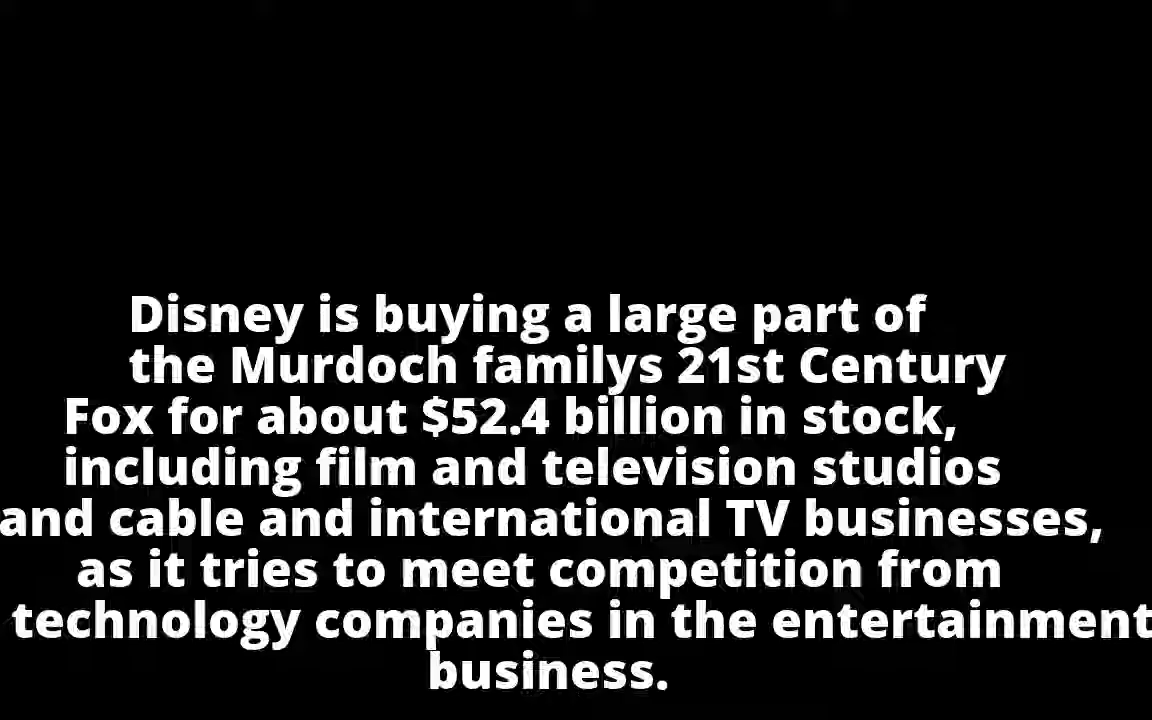 Disney is buying a large part of
the Murdoch familys 21st Century
Fox for about $52.4 billion in stock,
including film and television studios
and cable and international TV businesses,
as it tries to meet competition from
technology companies in the entertainment
business.